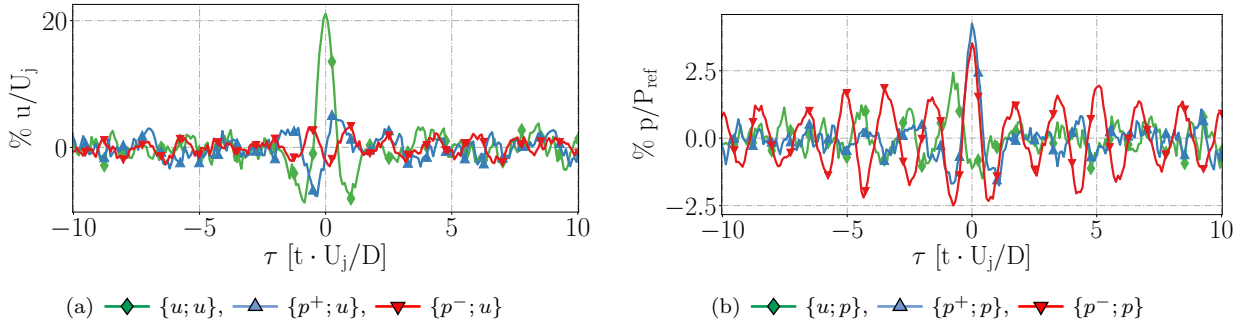 % u/U_j
20
0
−10
−5
0
5
10
τ [t · U_j/D]
(a) {u; u}, {p⁺; u}, {p⁻; u}
% p/P_ref
2.5
0.0
−2.5
−10
−5
0
5
10
τ [t · U_j/D]
(b) {u; p}, {p⁺; p}, {p⁻; p}